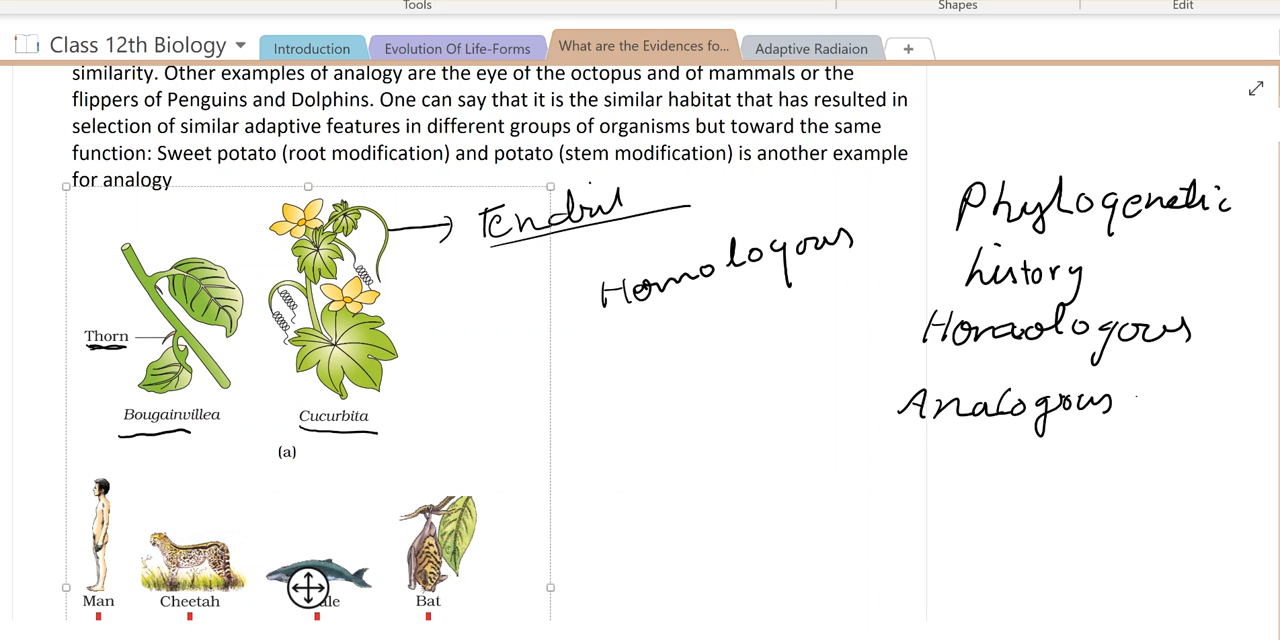 Tools Shapes Edit
Class 12th Biology Introduction Evolution Of Life-Forms What are the Evidences fo... Adaptive Radiaion +
similarity. Other examples of analogy are the eye of the octopus and of mammals or the
flippers of Penguins and Dolphins. One can say that it is the similar habitat that has resulted in
selection of similar adaptive features in different groups of organisms but toward the same
function: Sweet potato (root modification) and potato (stem modification) is another example
for analogy
Tendril
Phylogenetic
Homologous
history
Thorn
Homologous
Analogous
Bougainvillea Cucurbita
(a)
Man Cheetah Bat